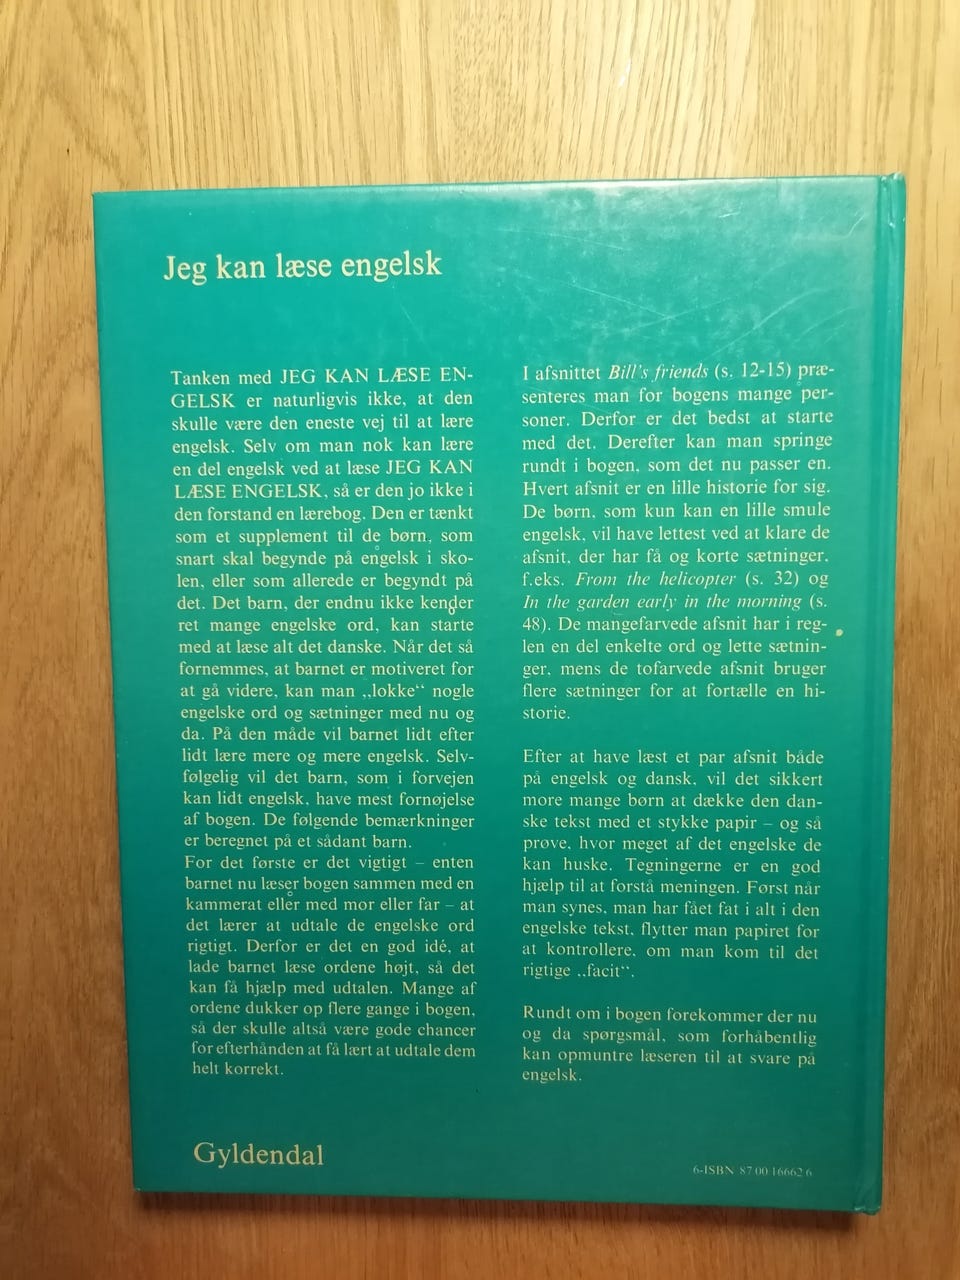 Jeg kan læse engelsk
Tanken med JEG KAN LÆSE EN-
GELSK er naturligvis ikke, at den
skulle være den eneste vej til at lære
engelsk. Selv om man nok kan lære
en del engelsk ved at læse JEG KAN
LÆSE ENGELSK, så er den jo ikke i
den forstand en lærebog. Den er tænkt
som et supplement til de børn, som
snart skal begynde på engelsk i sko-
len, eller som allerede er begyndt på
det. Det barn, der endnu ikke kender
ret mange engelske ord, kan starte
med at læse alt det danske. Når det så
fornemmes, at barnet er motiveret for
at gå videre, kan man „lokke“ nogle
engelske ord og sætninger med nu og
da. På den måde vil barnet lidt efter
lidt lære mere og mere engelsk. Selv-
følgelig vil det barn, som i forvejen
kan lidt engelsk, have mest fornøjelse
af bogen. De følgende bemærkninger
er beregnet på et sådant barn.
For det første er det vigtigt – enten
barnet nu læser bogen sammen med en
kammerat eller med mor eller far – at
det lærer at udtale de engelske ord
rigtigt. Derfor er det en god idé, at
lade barnet læse ordene højt, så det
kan få hjælp med udtalen. Mange af
ordene dukker op flere gange i bogen,
så der skulle altså være gode chancer
for efterhånden at få lært at udtale dem
helt korrekt.
I afsnittet Bill's friends (s. 12-15) præ-
senteres man for bogens mange per-
soner. Derfor er det bedst at starte
med det. Derefter kan man springe
rundt i bogen, som det nu passer en.
Hvert afsnit er en lille historie for sig.
De børn, som kun kan en lille smule
engelsk, vil have lettest ved at klare de
afsnit, der har få og korte sætninger,
f.eks. From the helicopter (s. 32) og
In the garden early in the morning (s.
48). De mangefarvede afsnit har i reg-
len en del enkelte ord og lette sætnin-
ger, mens de tofarvede afsnit bruger
flere sætninger for at fortælle en hi-
storie.
Efter at have læst et par afsnit både
på engelsk og dansk, vil det sikkert
more mange børn at dække den dan-
ske tekst med et stykke papir – og så
prøve, hvor meget af det engelske de
kan huske. Tegningerne er en god
hjælp til at forstå meningen. Først når
man synes, man har fået fat i alt i den
engelske tekst, flytter man papiret for
at kontrollere, om man kom til det
rigtige „facit“.
Rundt om i bogen forekommer der nu
og da spørgsmål, som forhåbentlig
kan opmuntre læseren til at svare på
engelsk.
Gyldendal
6-ISBN 87 00 16662 6